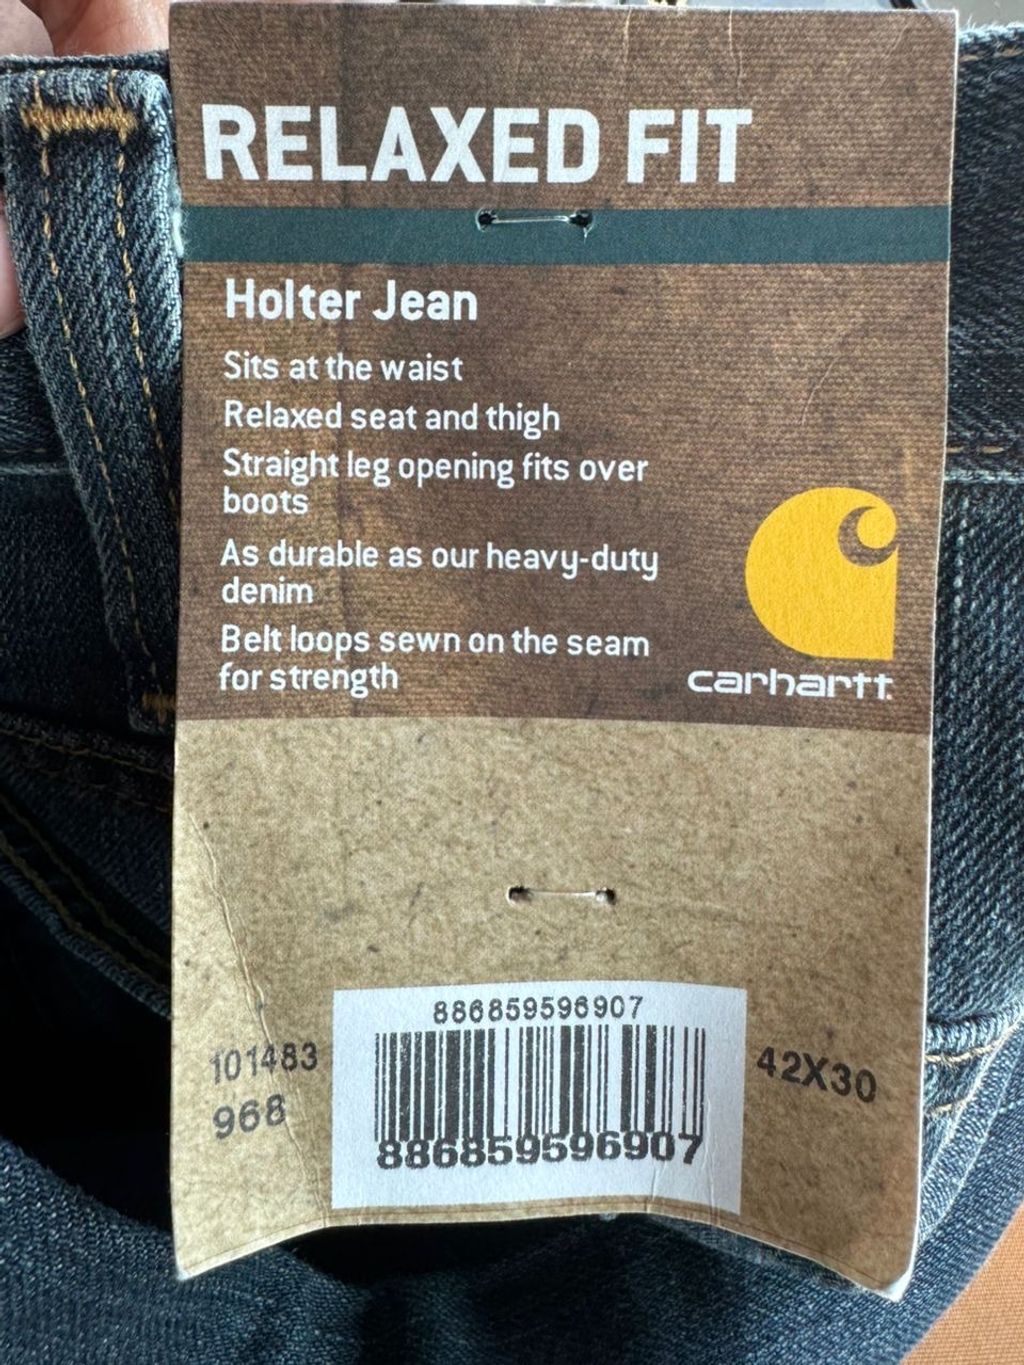 RELAXED FIT
Holter Jean
Sits at the waist
Relaxed seat and thigh
Straight leg opening fits over
boots
As durable as our heavy-duty
denim
Belt loops sewn on the seam
for strength
carhartt
886859596907
101483
968
42X30
886859596907